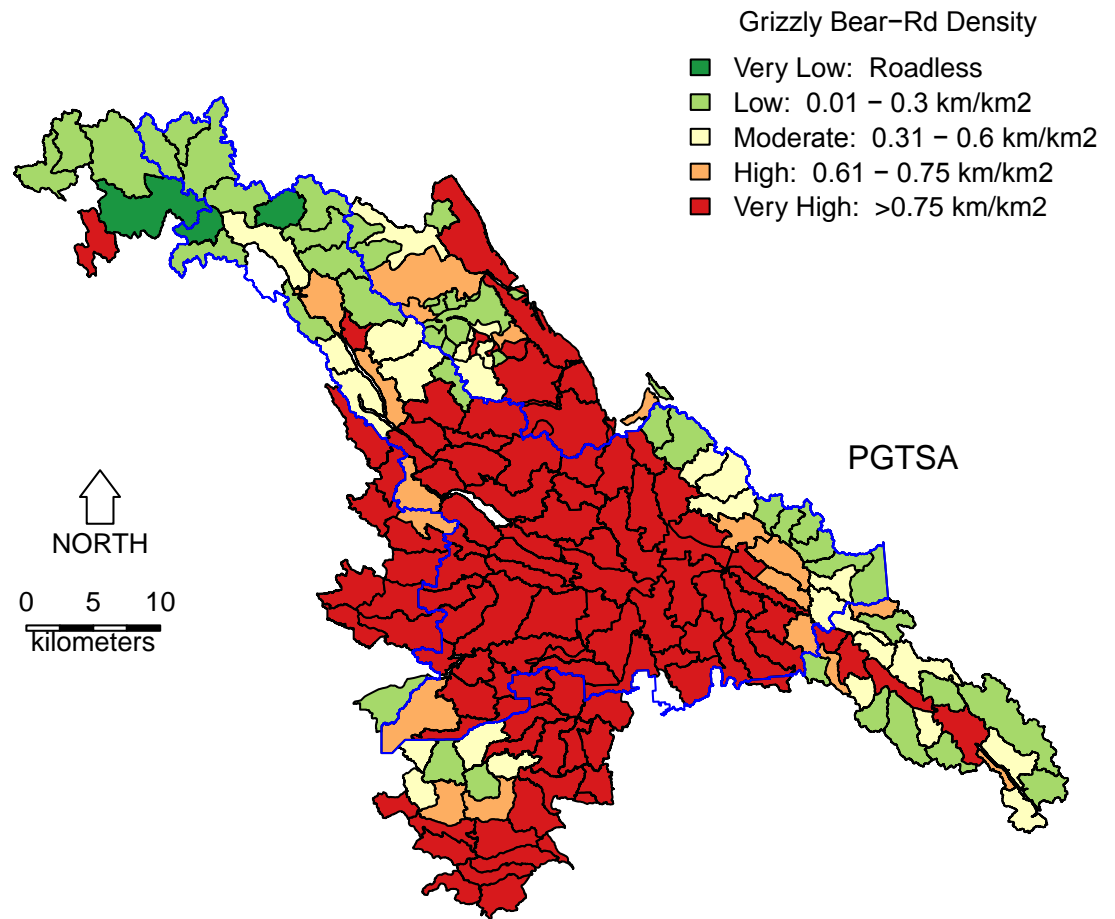 Grizzly Bear−Rd Density
Very Low: Roadless
Low: 0.01 − 0.3 km/km2
Moderate: 0.31 − 0.6 km/km2
High: 0.61 − 0.75 km/km2
Very High: >0.75 km/km2
PGTSA
NORTH
0 5 10
kilometers